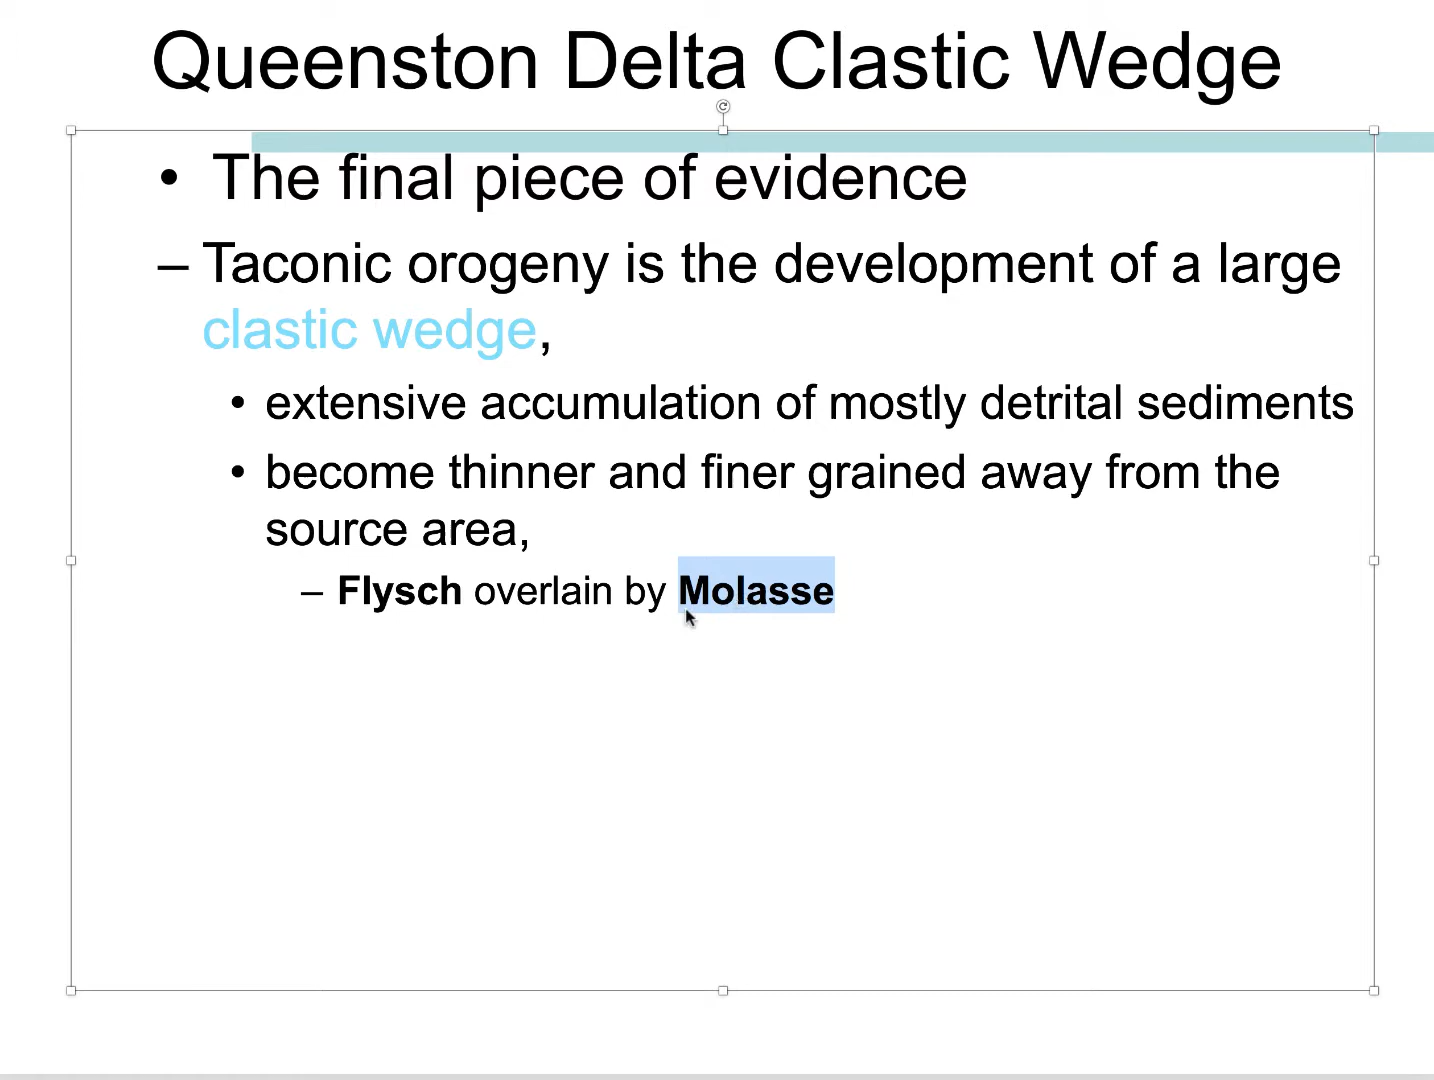 Queenston Delta Clastic Wedge
• The final piece of evidence
– Taconic orogeny is the development of a large
clastic wedge,
• extensive accumulation of mostly detrital sediments
• become thinner and finer grained away from the
source area,
– Flysch overlain by Molasse